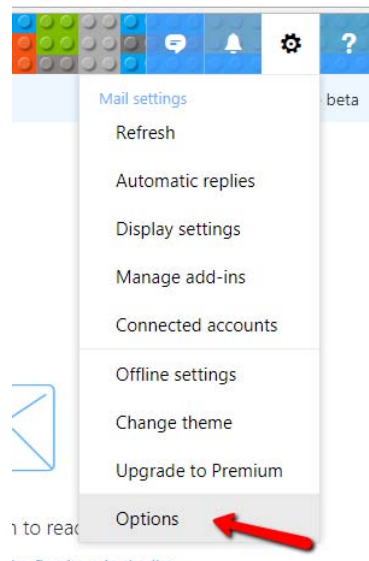 ?
Mail settings
beta
Refresh
Automatic replies
Display settings
Manage add-ins
Connected accounts
Offline settings
Change theme
Upgrade to Premium
Options
to read